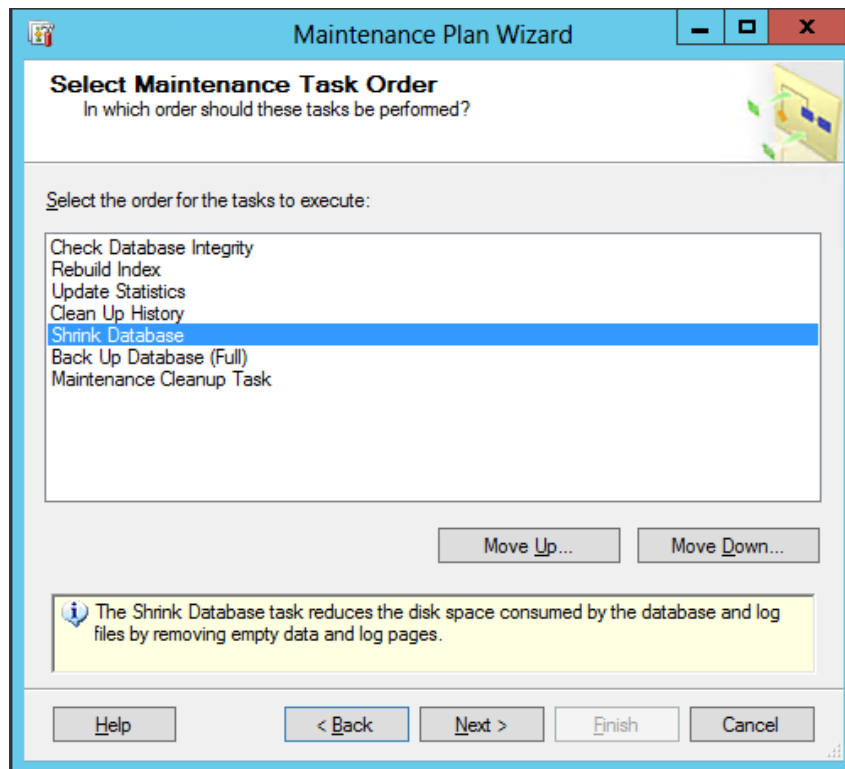 Maintenance Plan Wizard
Select Maintenance Task Order
In which order should these tasks be performed?
Select the order for the tasks to execute:
Check Database Integrity
Rebuild Index
Update Statistics
Clean Up History
Shrink Database
Back Up Database (Full)
Maintenance Cleanup Task
Move Up... Move Down...
The Shrink Database task reduces the disk space consumed by the database and log
files by removing empty data and log pages.
Help < Back Next > Finish Cancel